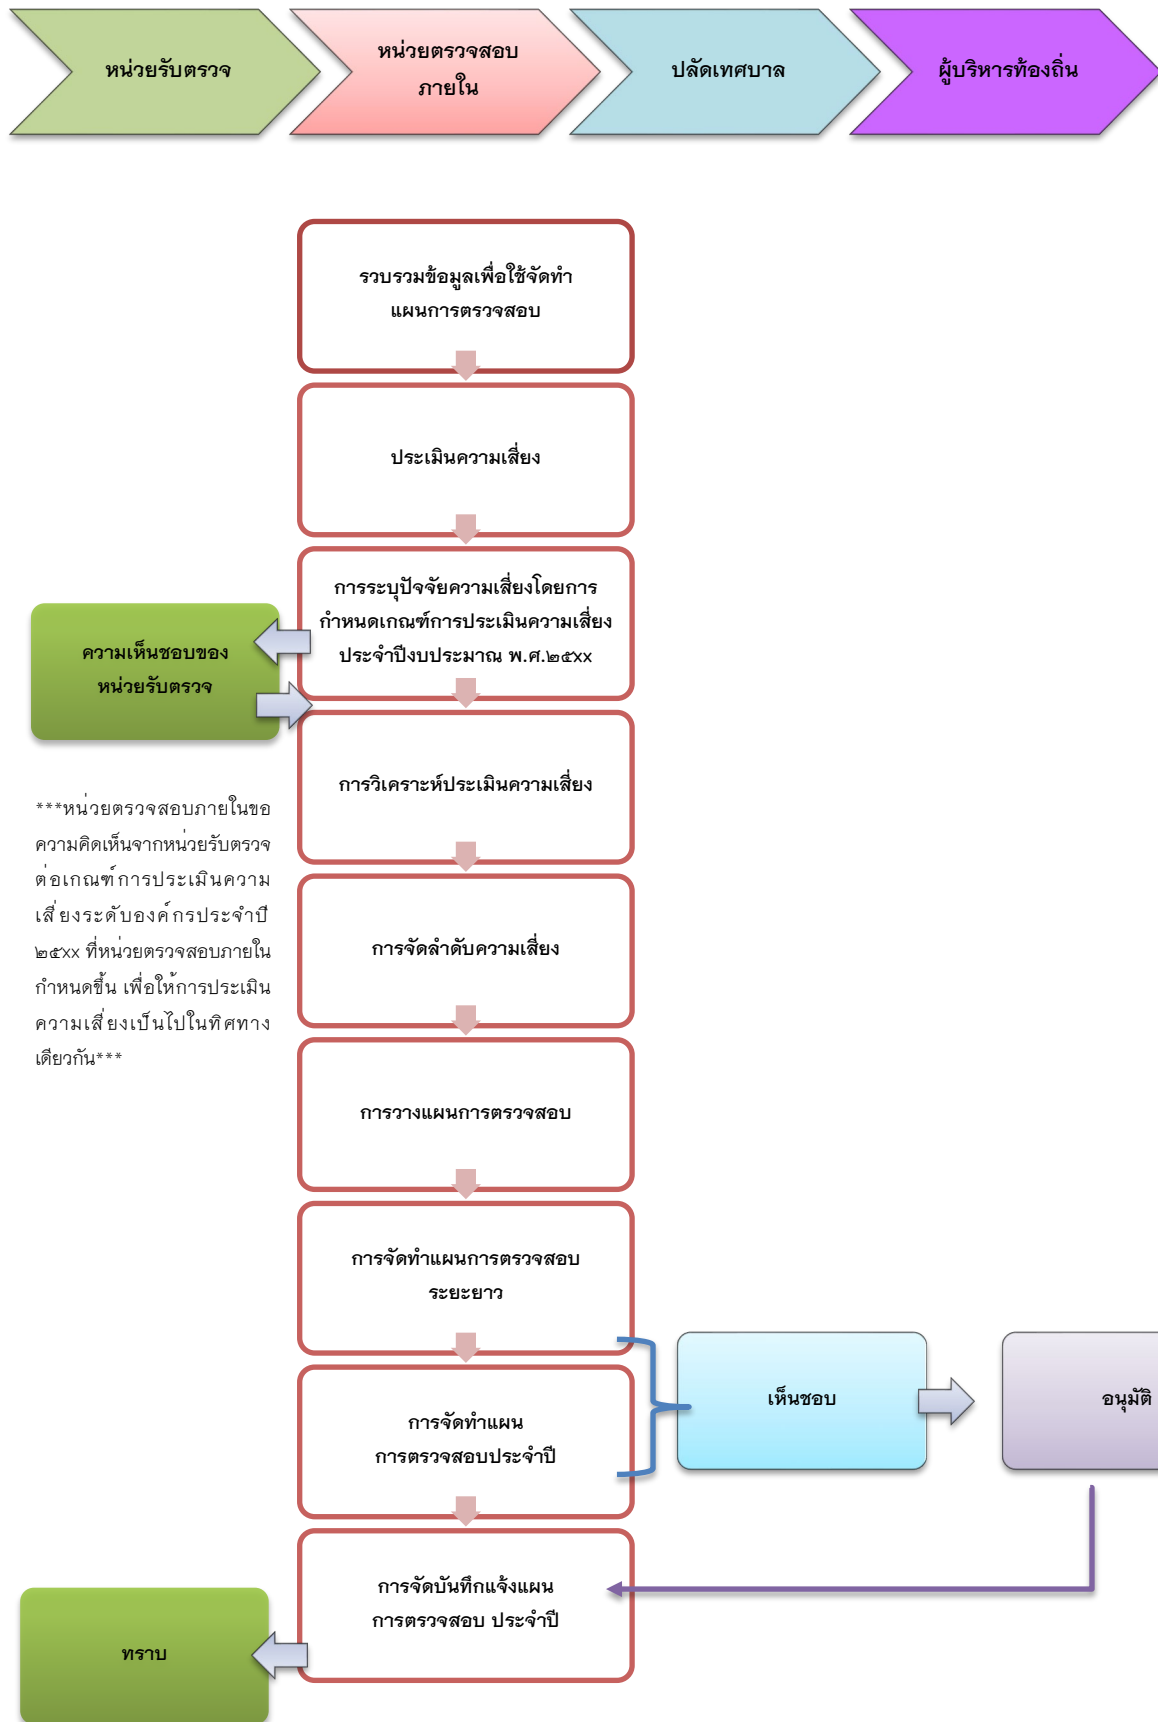 หน่วยรับตรวจ
หน่วยตรวจสอบ
ภายใน
ปลัดเทศบาล
ผู้บริหารท้องถิ่น
รวบรวมข้อมูลเพื่อใช้จัดทำ
แผนการตรวจสอบ
ประเมินความเสี่ยง
การระบุปัจจัยความเสี่ยงโดยการ
กำหนดเกณฑ์การประเมินความเสี่ยง
ประจำปีงบประมาณ พ.ศ.๒๕xx
ความเห็นชอบของ
หน่วยรับตรวจ
การวิเคราะห์ประเมินความเสี่ยง
***หน่วยตรวจสอบภายในขอ
ความคิดเห็นจากหน่วยรับตรวจ
ต่อเกณฑ์การประเมินความ
เสี่ยงระดับองค์กรประจำปี
๒๕xx ที่หน่วยตรวจสอบภายใน
กำหนดขึ้น เพื่อให้การประเมิน
ความเสี่ยงเป็นไปในทิศทาง
เดียวกัน***
การจัดลำดับความเสี่ยง
การวางแผนการตรวจสอบ
การจัดทำแผนการตรวจสอบ
ระยะยาว
การจัดทำแผน
การตรวจสอบประจำปี
เห็นชอบ
อนุมัติ
การจัดบันทึกแจ้งแผน
การตรวจสอบ ประจำปี
ทราบ